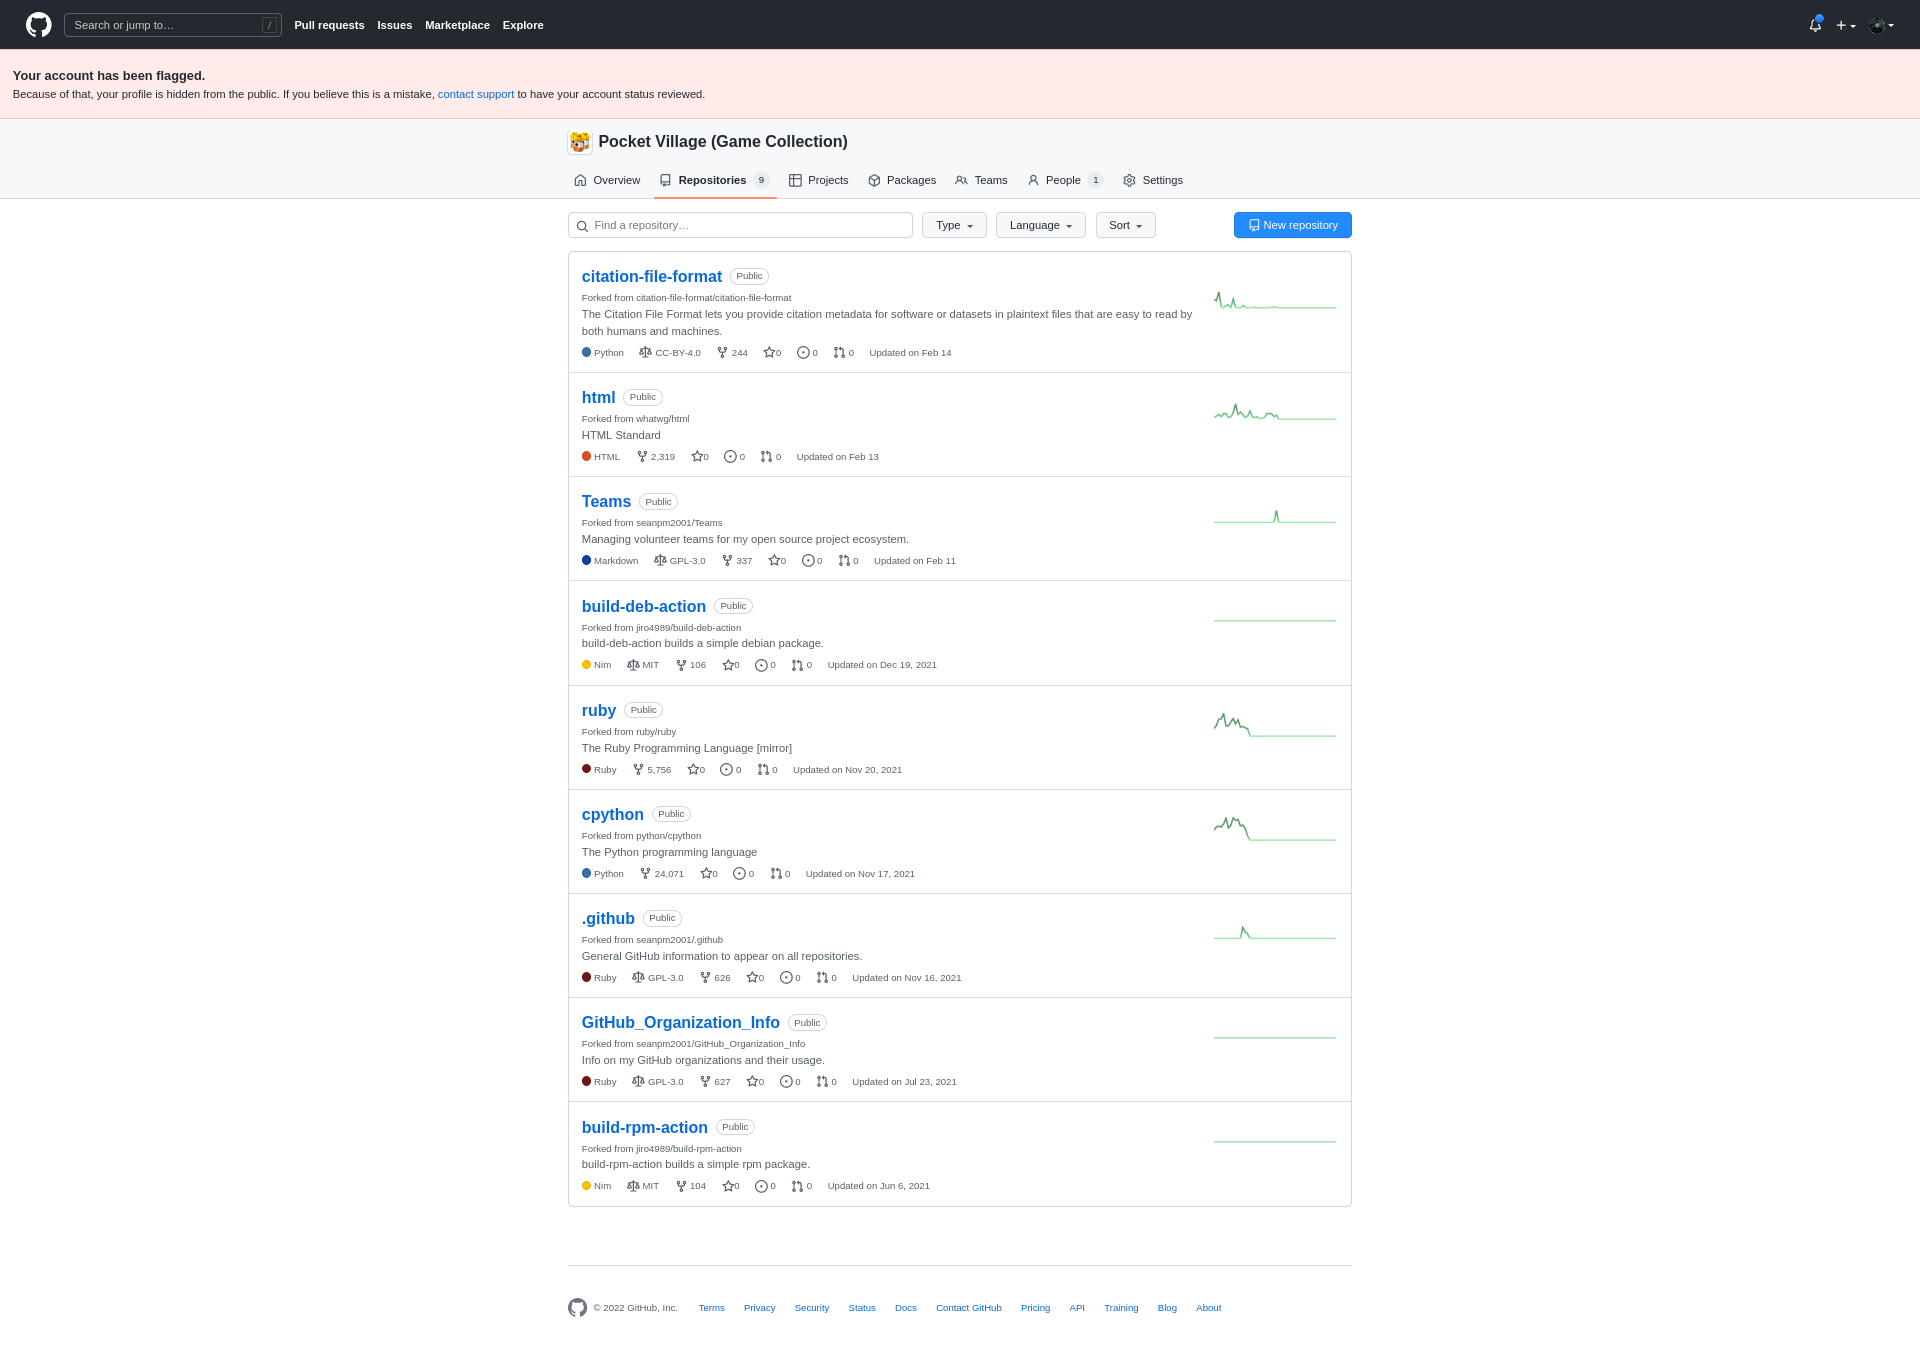 Search or jump to… /
Pull requests Issues Marketplace Explore
Your account has been flagged.
Because of that, your profile is hidden from the public. If you believe this is a mistake, contact support to have your account status reviewed.
Pocket Village (Game Collection)
Overview Repositories 9 Projects Packages Teams People 1 Settings
Find a repository… Type Language Sort New repository
citation-file-format Public
Forked from citation-file-format/citation-file-format
The Citation File Format lets you provide citation metadata for software or datasets in plaintext files that are easy to read by
both humans and machines.
Python CC-BY-4.0 244 0 0 0 Updated on Feb 14
html Public
Forked from whatwg/html
HTML Standard
HTML 2,319 0 0 0 Updated on Feb 13
Teams Public
Forked from seanpm2001/Teams
Managing volunteer teams for my open source project ecosystem.
Markdown GPL-3.0 337 0 0 0 Updated on Feb 11
build-deb-action Public
Forked from jiro4989/build-deb-action
build-deb-action builds a simple debian package.
Nim MIT 106 0 0 0 Updated on Dec 19, 2021
ruby Public
Forked from ruby/ruby
The Ruby Programming Language [mirror]
Ruby 5,756 0 0 0 Updated on Nov 20, 2021
cpython Public
Forked from python/cpython
The Python programming language
Python 24,071 0 0 0 Updated on Nov 17, 2021
.github Public
Forked from seanpm2001/.github
General GitHub information to appear on all repositories.
Ruby GPL-3.0 626 0 0 0 Updated on Nov 16, 2021
GitHub_Organization_Info Public
Forked from seanpm2001/GitHub_Organization_Info
Info on my GitHub organizations and their usage.
Ruby GPL-3.0 627 0 0 0 Updated on Jul 23, 2021
build-rpm-action Public
Forked from jiro4989/build-rpm-action
build-rpm-action builds a simple rpm package.
Nim MIT 104 0 0 0 Updated on Jun 6, 2021
© 2022 GitHub, Inc. Terms Privacy Security Status Docs Contact GitHub Pricing API Training Blog About